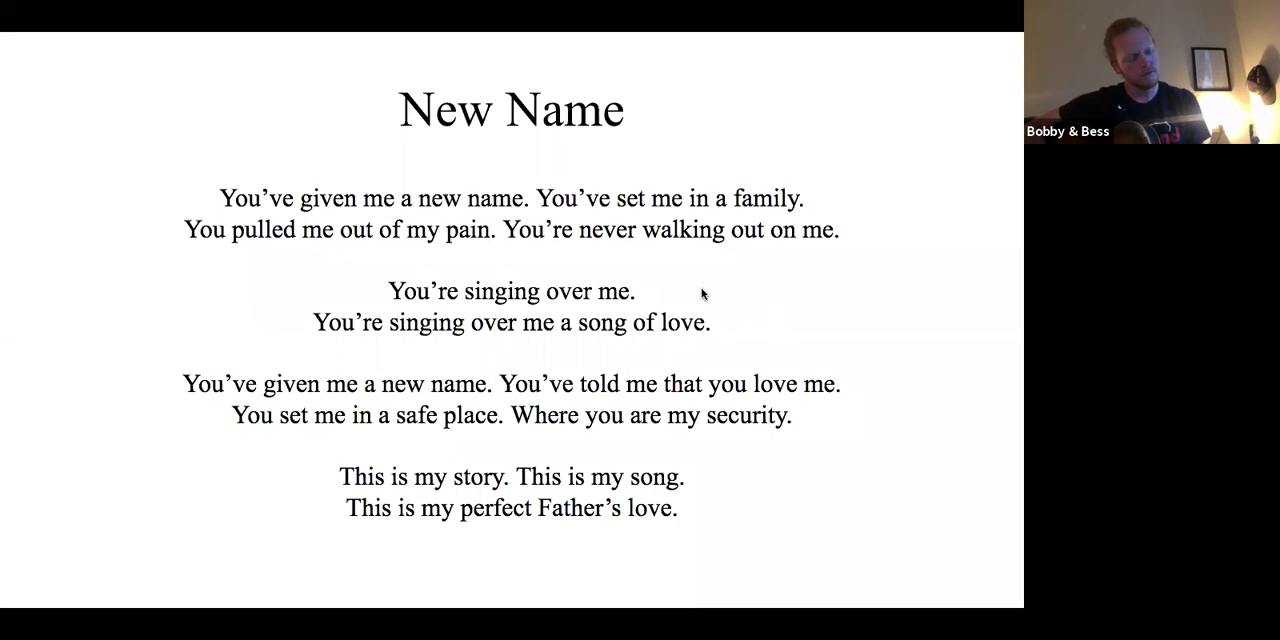 New Name
You’ve given me a new name. You’ve set me in a family.
You pulled me out of my pain. You’re never walking out on me.
You’re singing over me.
You’re singing over me a song of love.
You’ve given me a new name. You’ve told me that you love me.
You set me in a safe place. Where you are my security.
This is my story. This is my song.
This is my perfect Father’s love.
Bobby & Bess